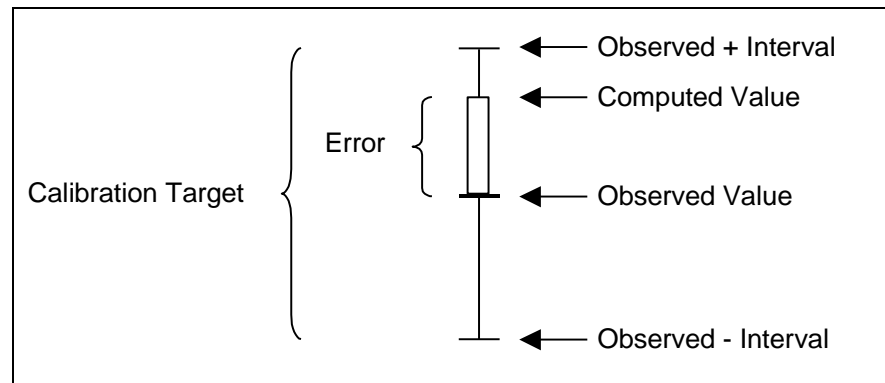 Observed + Interval
Computed Value
Error
Calibration Target
Observed Value
Observed - Interval